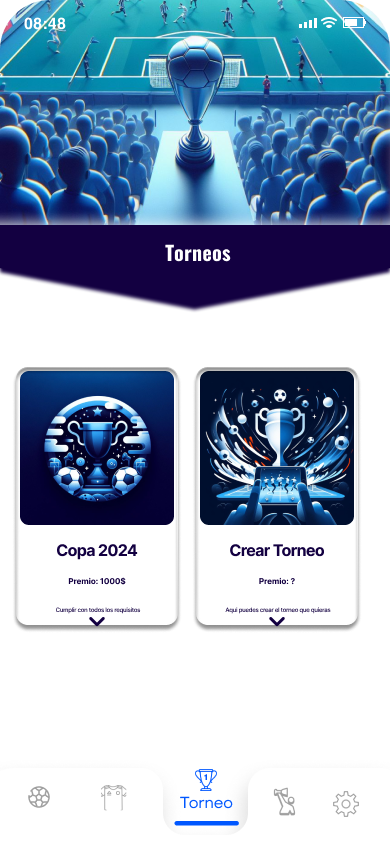 08:48
Torneos
Copa 2024
Premio: 1000$
Cumplir con todos los requisitos
Crear Torneo
Premio: ?
Aqui puedes crear el torneo que quieras
1
Torneo